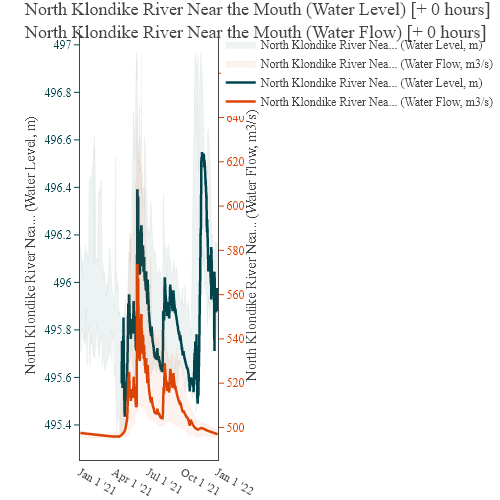 North Klondike River Near the Mouth (Water Level) [+ 0 hours]
North Klondike River Near the Mouth (Water Flow) [+ 0 hours]
North Klondike River Nea... (Water Level, m)
North Klondike River Nea... (Water Flow, m3/s)
North Klondike River Nea... (Water Level, m)
North Klondike River Nea... (Water Flow, m3/s)
497
496.8
496.6
496.4
496.2
496
495.8
495.6
495.4
North Klondike River Nea... (Water Level, m)
640
620
600
580
560
540
520
500
North Klondike River Nea... (Water Flow, m3/s)
Jan 1 '21
Apr 1 '21
Jul 1 '21
Oct 1 '21
Jan 1 '22